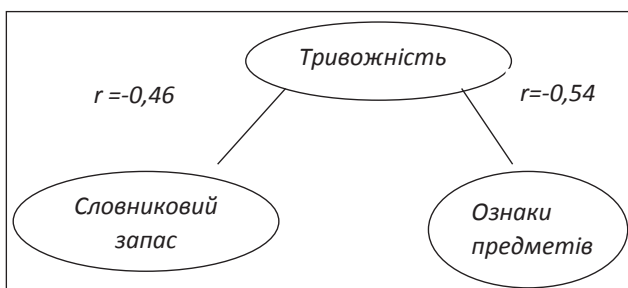 Тривожність
r =-0,46
r=-0,54
Словниковий
запас
Ознаки
предметів